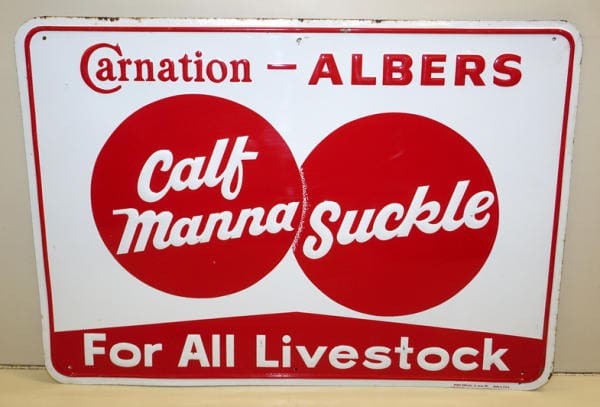 Carnation - ALBERS
Calf
Manna
Suckle
For All Livestock